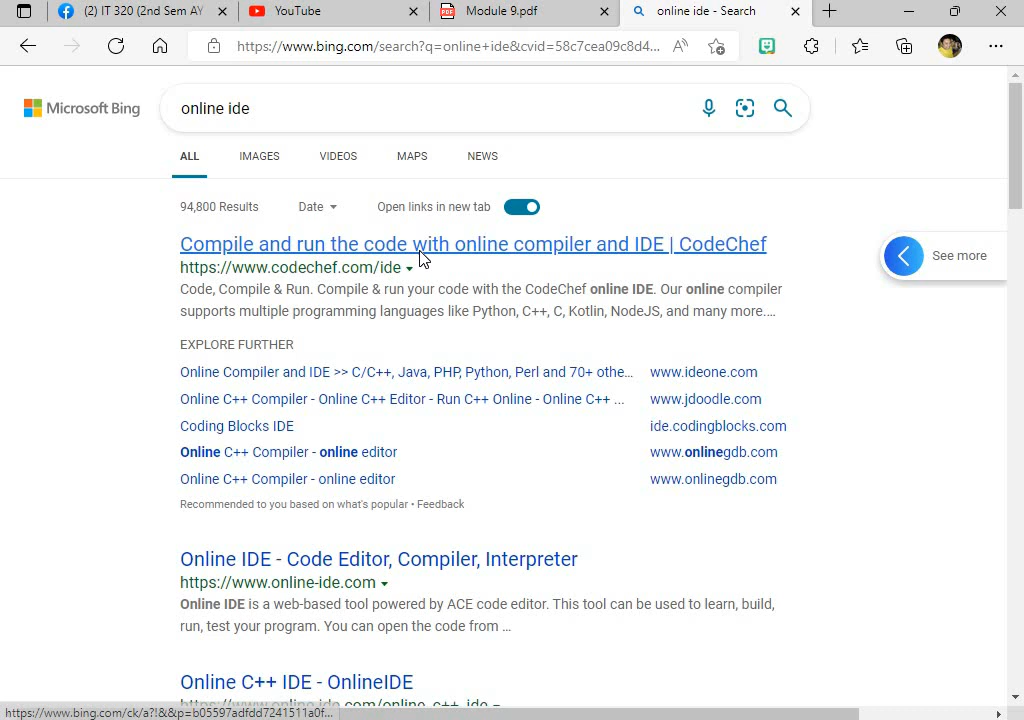 (2) IT 320 (2nd Sem AY
YouTube
Module 9.pdf
online ide - Search
https://www.bing.com/search?q=online+ide&cvid=58c7cea09c8d4...
Microsoft Bing
online ide
ALL
IMAGES
VIDEOS
MAPS
NEWS
94,800 Results
Date
Open links in new tab
Compile and run the code with online compiler and IDE | CodeChef
https://www.codechef.com/ide
Code, Compile & Run. Compile & run your code with the CodeChef online IDE. Our online compiler
supports multiple programming languages like Python, C++, C, Kotlin, NodeJS, and many more....
See more
EXPLORE FURTHER
Online Compiler and IDE >> C/C++, Java, PHP, Python, Perl and 70+ othe... www.ideone.com
Online C++ Compiler - Online C++ Editor - Run C++ Online - Online C++ ... www.jdoodle.com
Coding Blocks IDE ide.codingblocks.com
Online C++ Compiler - online editor www.onlinegdb.com
Online C++ Compiler - online editor www.onlinegdb.com
Recommended to you based on what's popular • Feedback
Online IDE - Code Editor, Compiler, Interpreter
https://www.online-ide.com
Online IDE is a web-based tool powered by ACE code editor. This tool can be used to learn, build,
run, test your program. You can open the code from ...
Online C++ IDE - OnlineIDE
https://www.online-ide.com/online_c++_ide
https://www.bing.com/ck/a?!&&p=b05597adfdd7241511a0f...